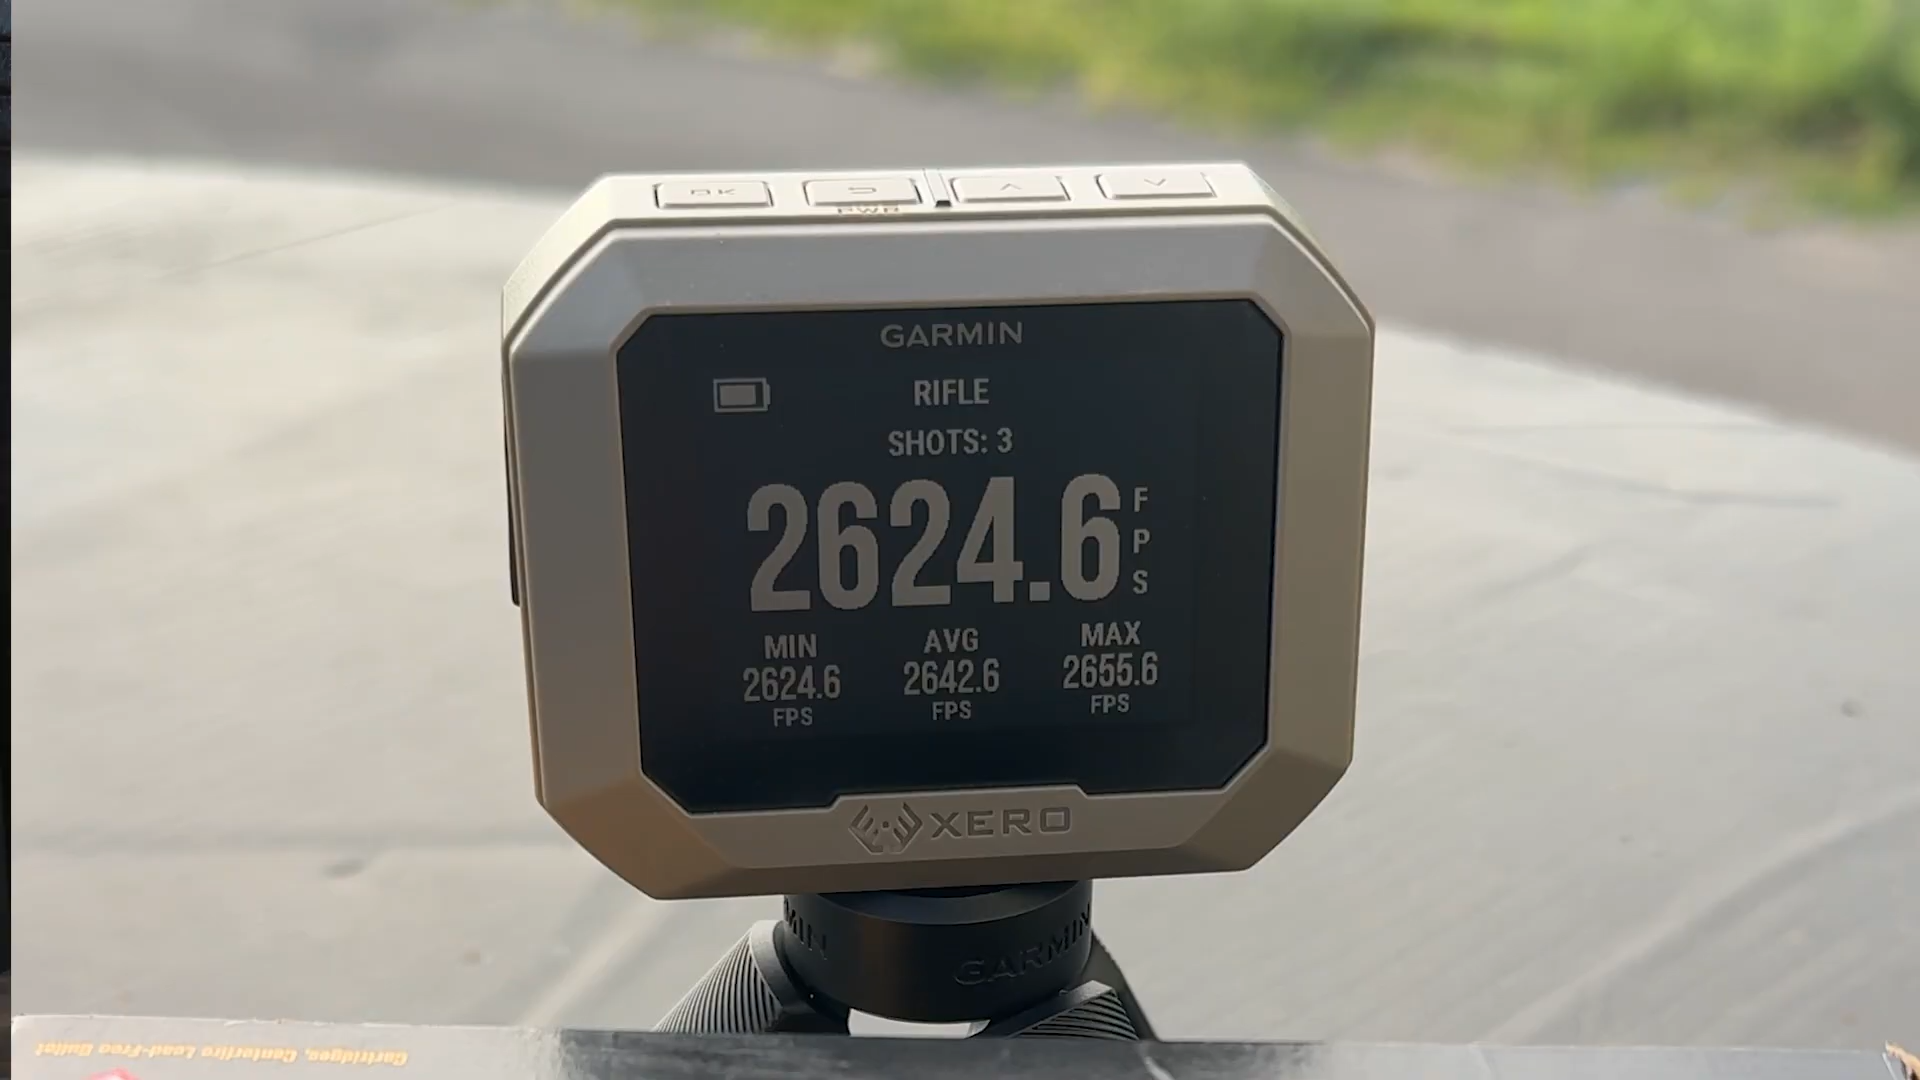 OK
PWR
GARMIN
RIFLE
SHOTS: 3
2624.6 FPS
MIN AVG MAX
2624.6 2642.6 2655.6
FPS FPS FPS
XERO
MIN GARMIN
Cartridges, Centerfire Lead-Free Bullet